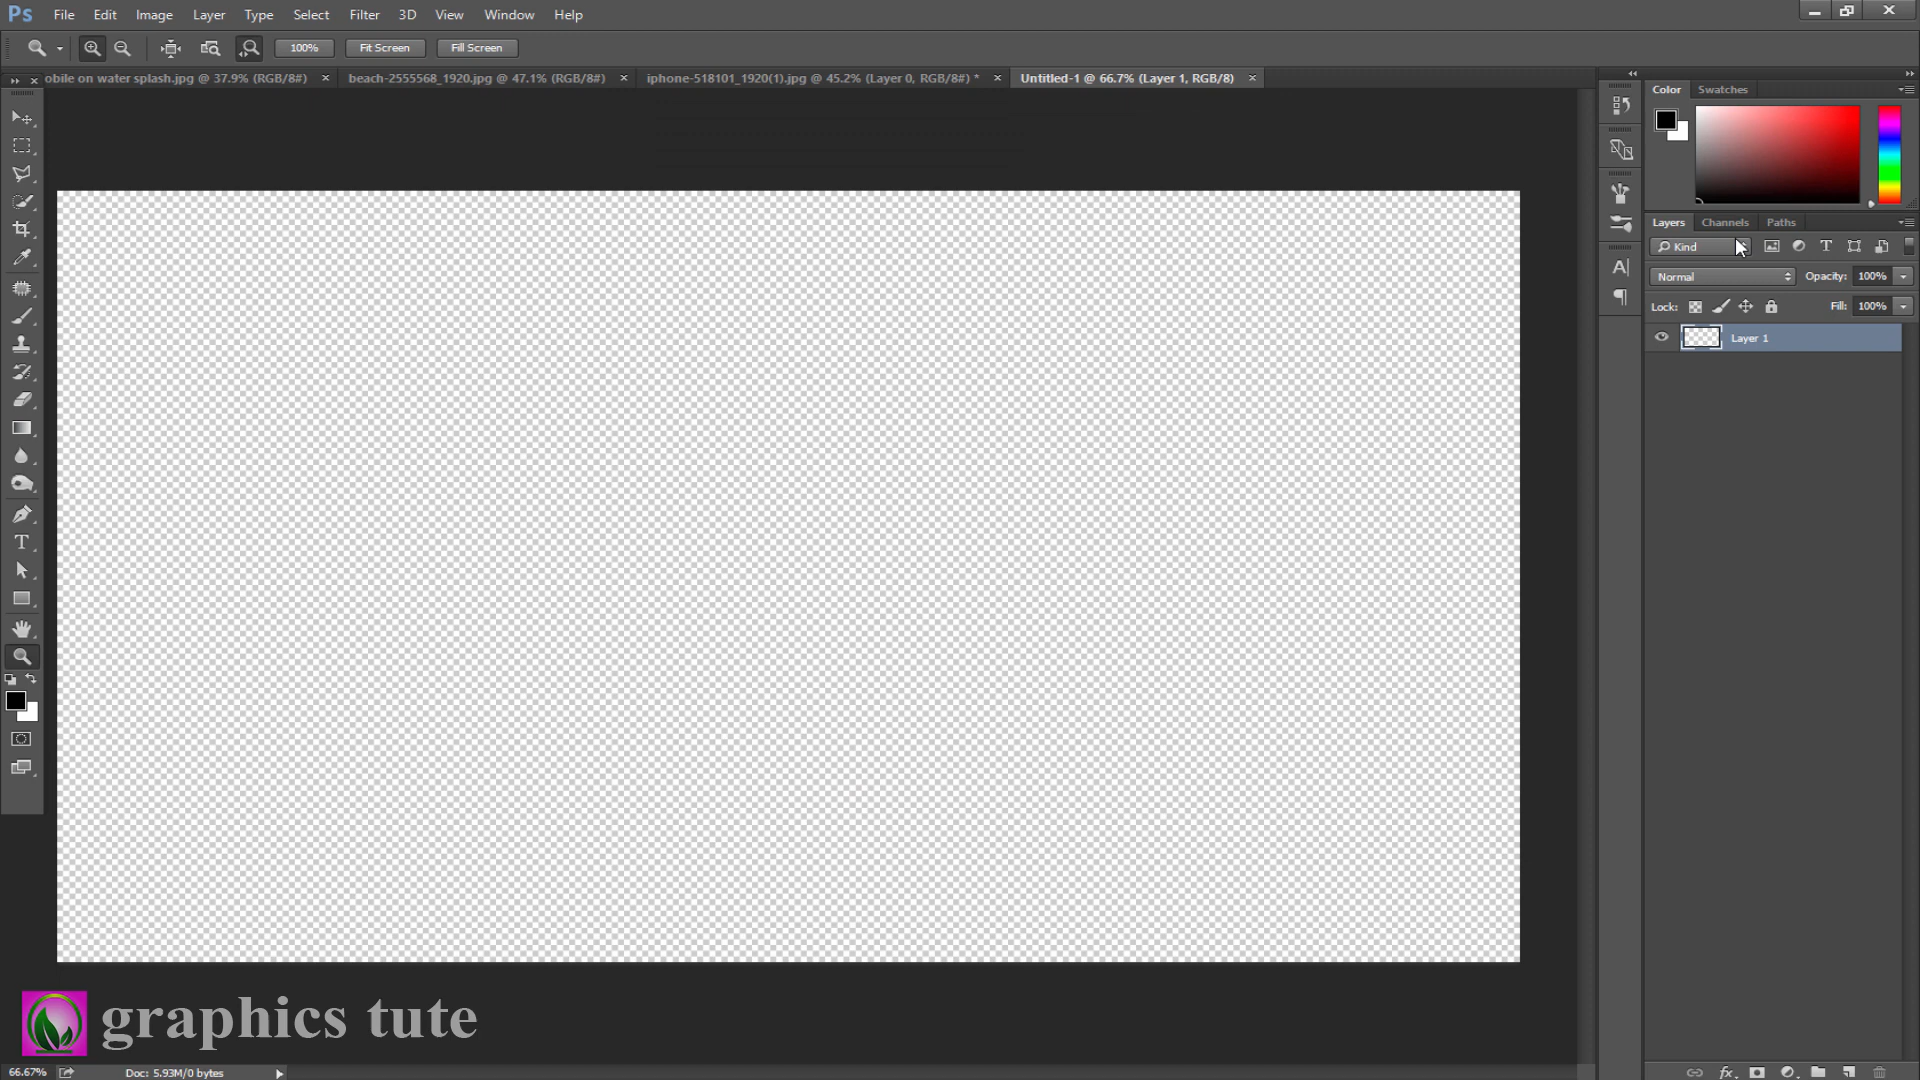 Ps File Edit Image Layer Type Select Filter 3D View Window Help
100% Fit Screen Fill Screen
obile on water splash.jpg @ 37.9% (RGB/8#) × beach-2555568_1920.jpg @ 47.1% (RGB/8#) × iphone-518101_1920(1).jpg @ 45.2% (Layer 0, RGB/8#) * × Untitled-1 @ 66.7% (Layer 1, RGB/8) ×
Color Swatches
Layers Channels Paths
Kind
Normal Opacity: 100%
Lock: Fill: 100%
Layer 1
graphics tute
66.67% Doc: 5.93M/0 bytes